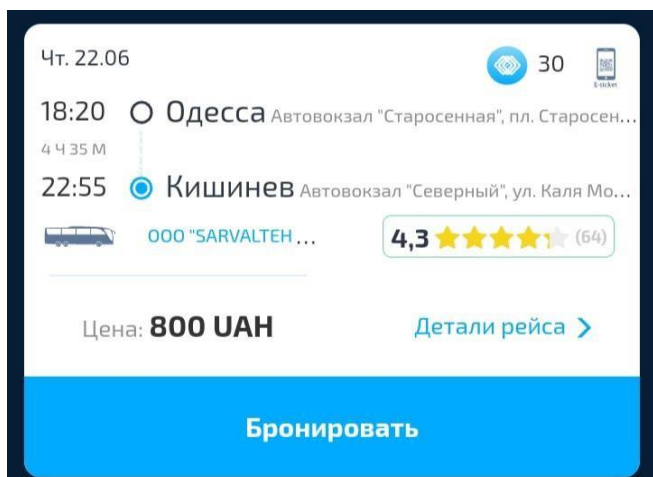 Чт. 22.06
30
E-ticket
18:20 Одесса Автовокзал "Старосенная", пл. Старосен...
4 Ч 35 М
22:55 Кишинев Автовокзал "Северный", ул. Каля Мо...
ООО "SARVALTEH ...
4,3 (64)
Цена: 800 UAH
Детали рейса
Бронировать